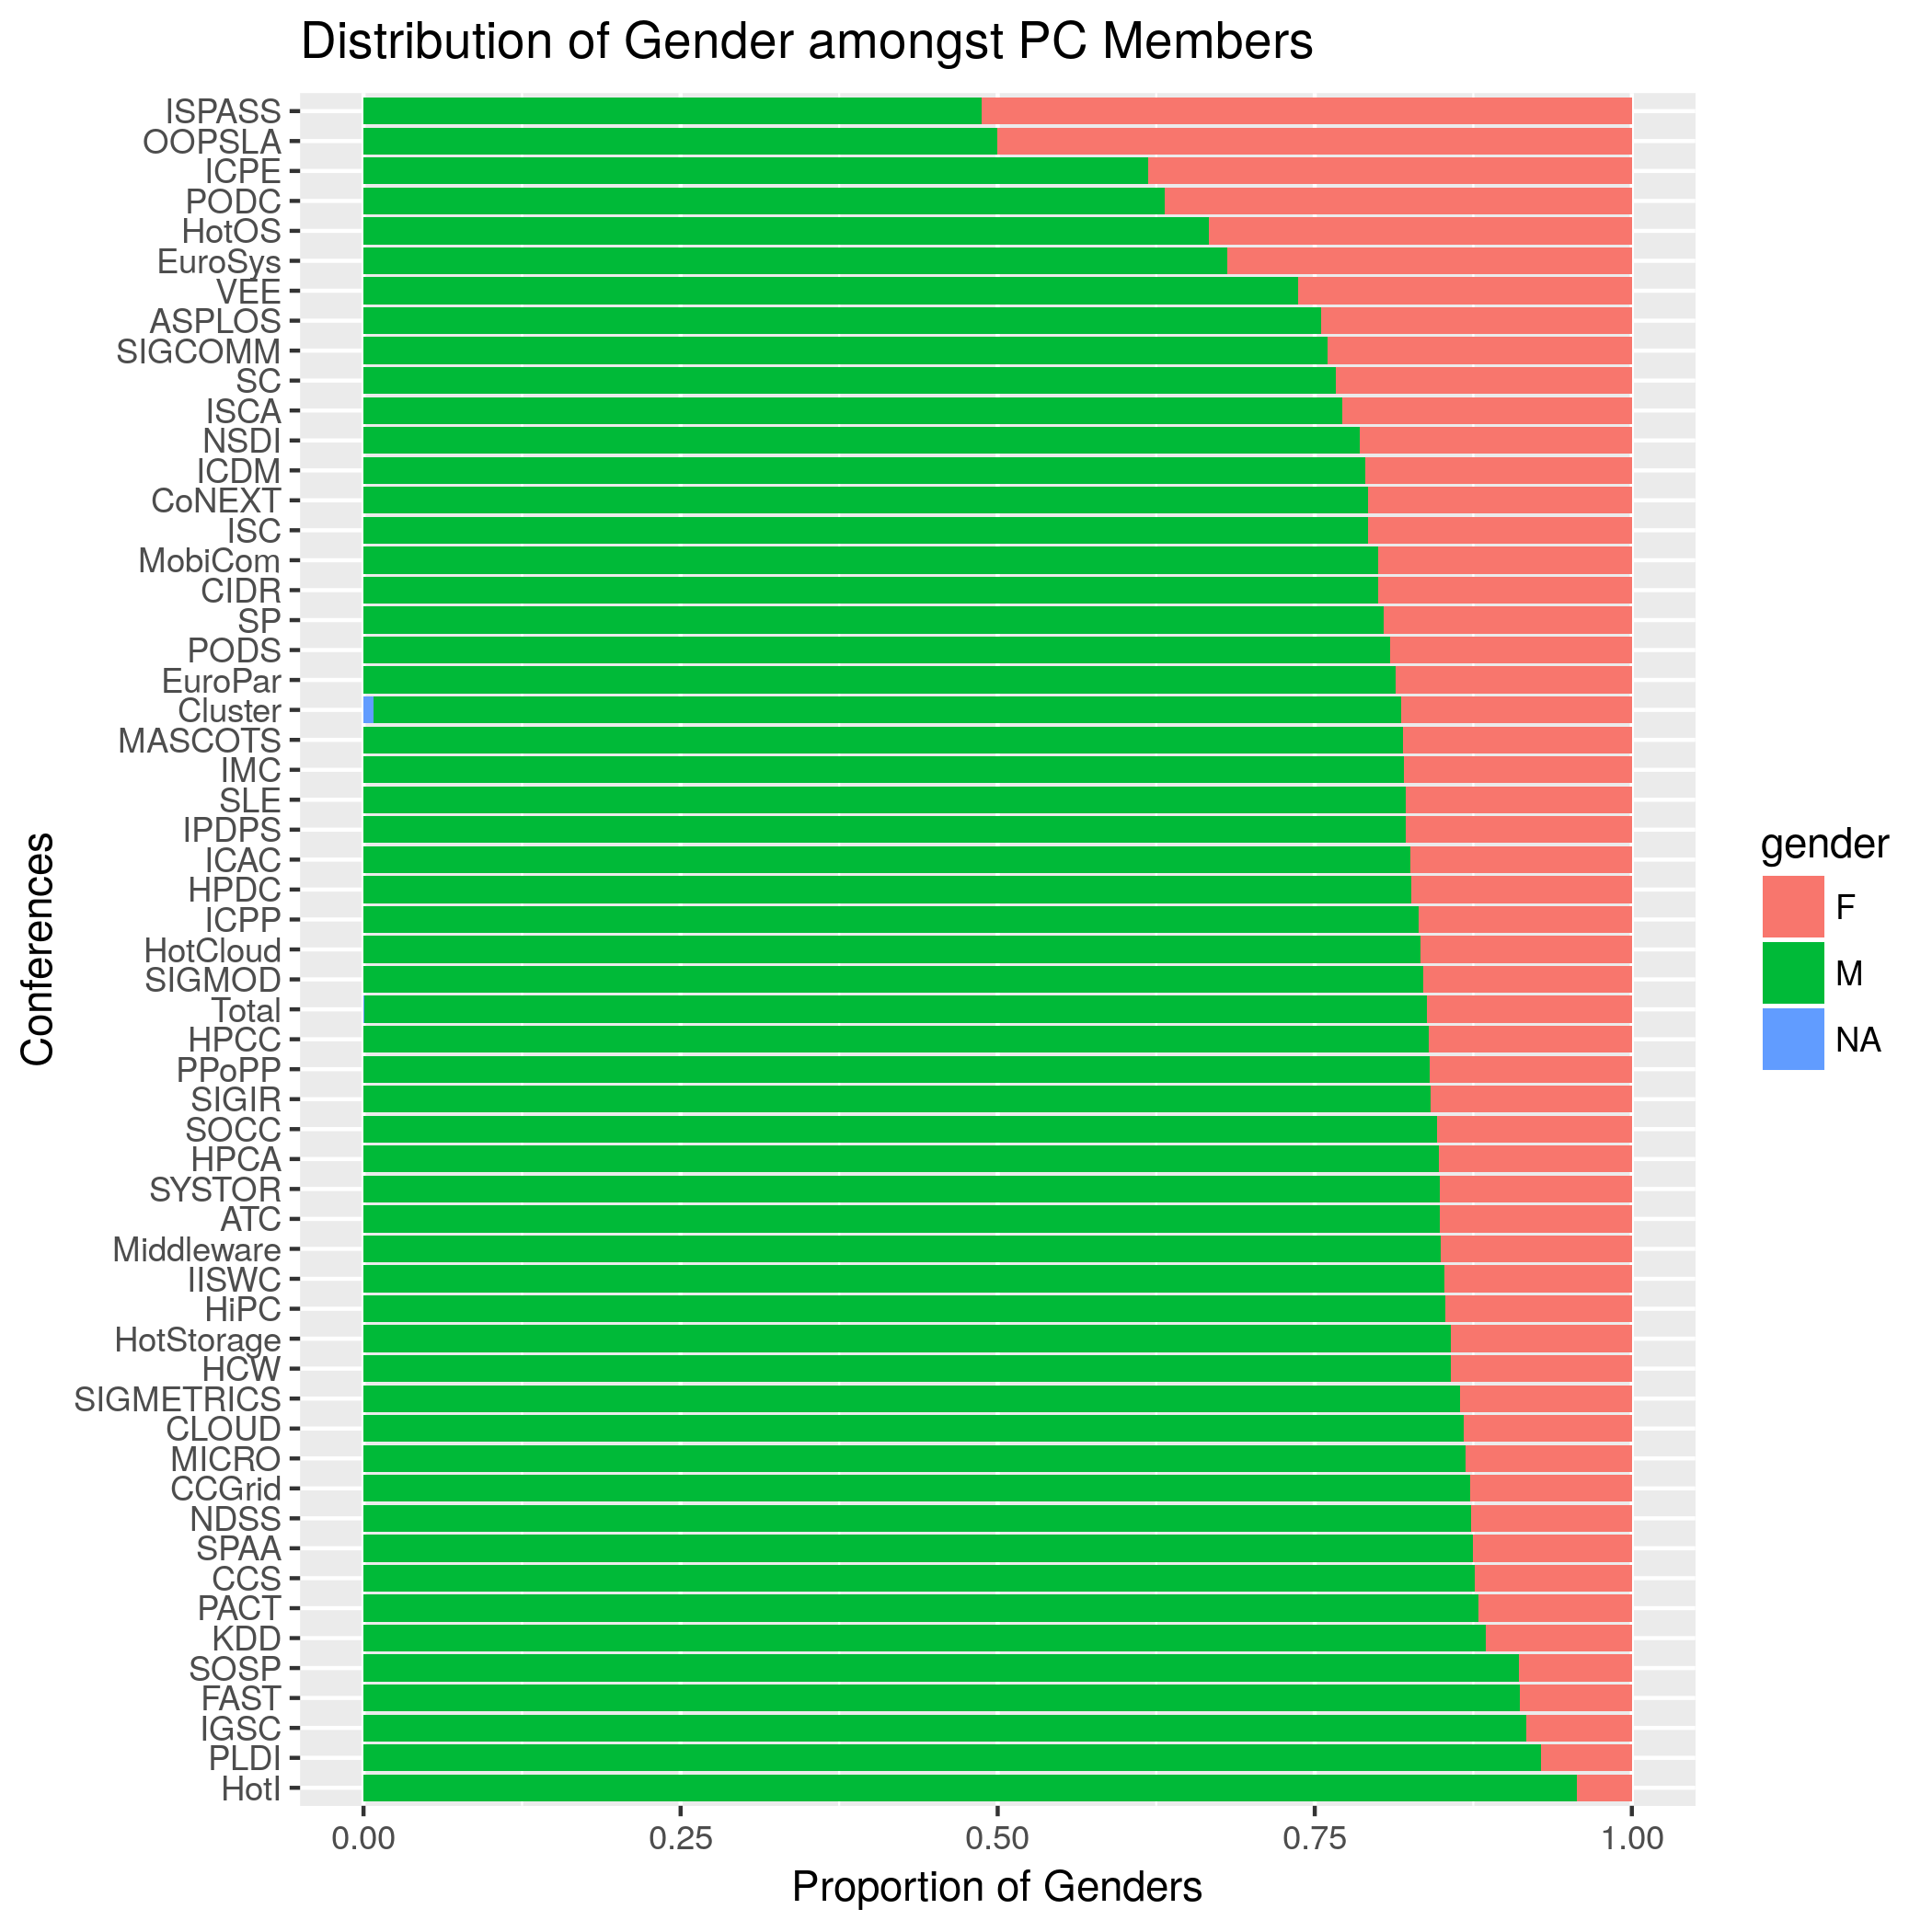 Distribution of Gender amongst PC Members
ISPASS
OOPSLA
ICPE
PODC
HotOS
EuroSys
VEE
ASPLOS
SIGCOMM
SC
ISCA
NSDI
ICDM
CoNEXT
ISC
MobiCom
CIDR
SP
PODS
EuroPar
Cluster
MASCOTS
IMC
SLE
IPDPS
ICAC
HPDC
ICPP
HotCloud
SIGMOD
Total
HPCC
PPoPP
SIGIR
SOCC
HPCA
SYSTOR
ATC
Middleware
IISWC
HiPC
HotStorage
HCW
SIGMETRICS
CLOUD
MICRO
CCGrid
NDSS
SPAA
CCS
PACT
KDD
SOSP
FAST
IGSC
PLDI
HotI
Conferences
0.00 0.25 0.50 0.75 1.00
Proportion of Genders
gender
F
M
NA